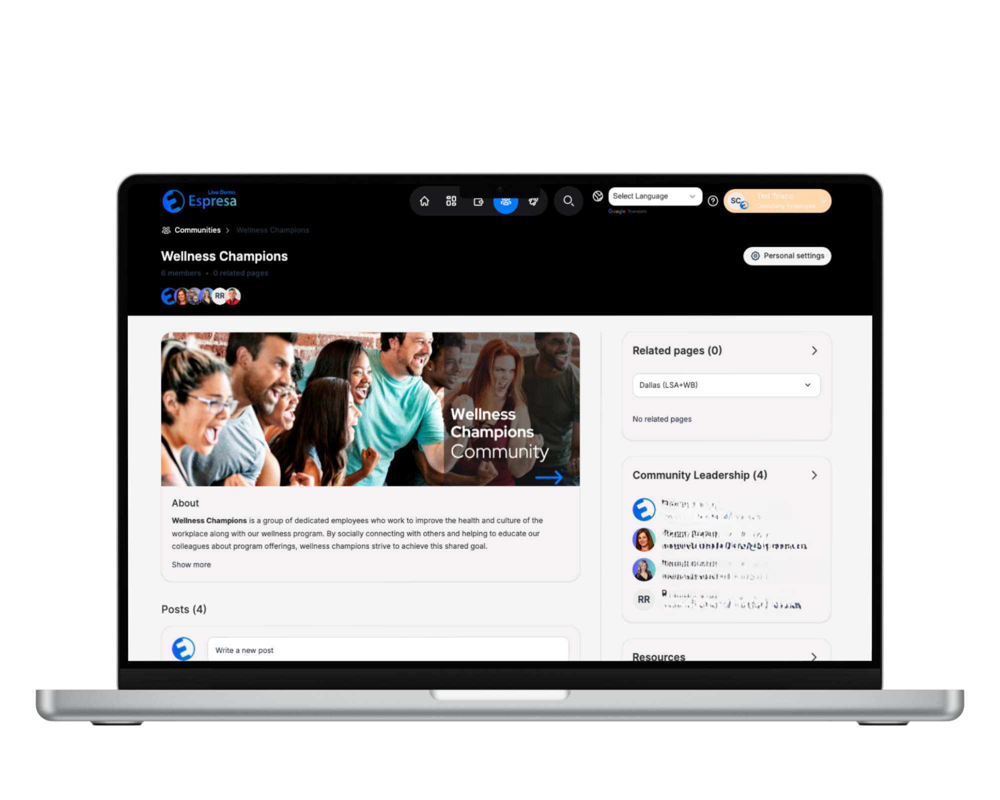 Live Demo
Espresa
Select Language
Google Translate
SC
Ted Trisco
Company Employee
Communities > Wellness Champions
Wellness Champions
Personal settings
6 members • 0 related pages
RR
Wellness
Champions
Community
About
Wellness Champions is a group of dedicated employees who work to improve the health and culture of the
workplace along with our wellness program. By socially connecting with others and helping to educate our
colleagues about program offerings, wellness champions strive to achieve this shared goal.
Show more
Posts (4)
Write a new post
Related pages (0)
Dallas (LSA+WB)
No related pages
Community Leadership (4)
RR
Resources